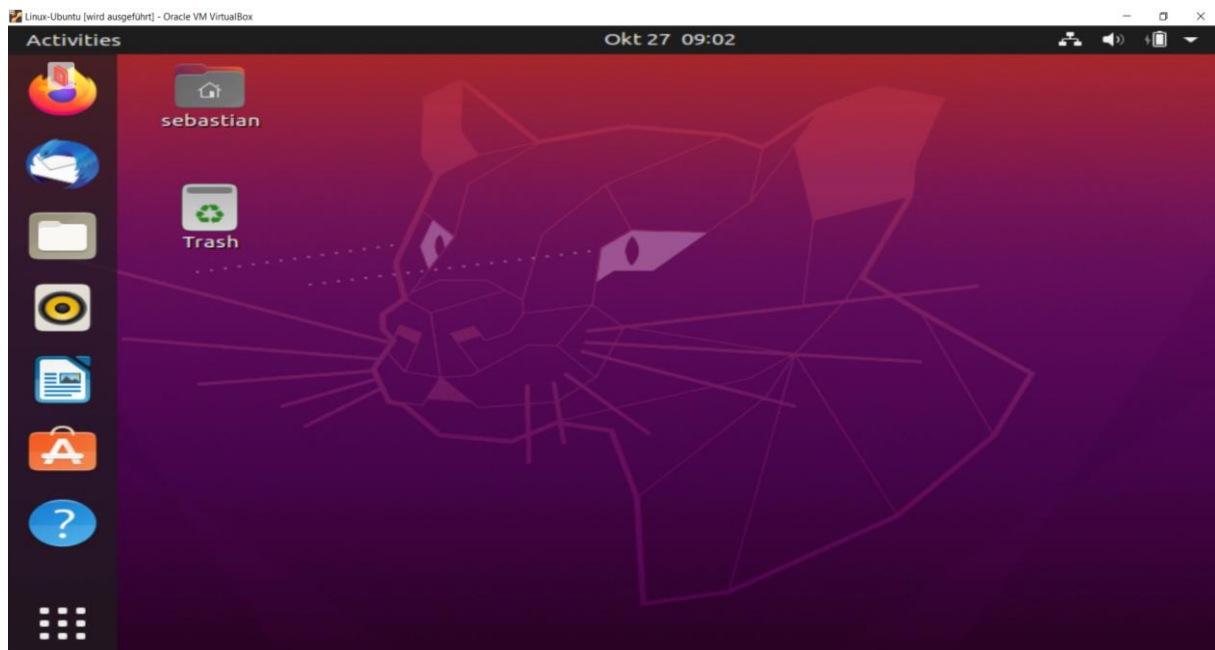 Linux-Ubuntu [wird ausgeführt] - Oracle VM VirtualBox
Activities
Okt 27 09:02
sebastian
Trash